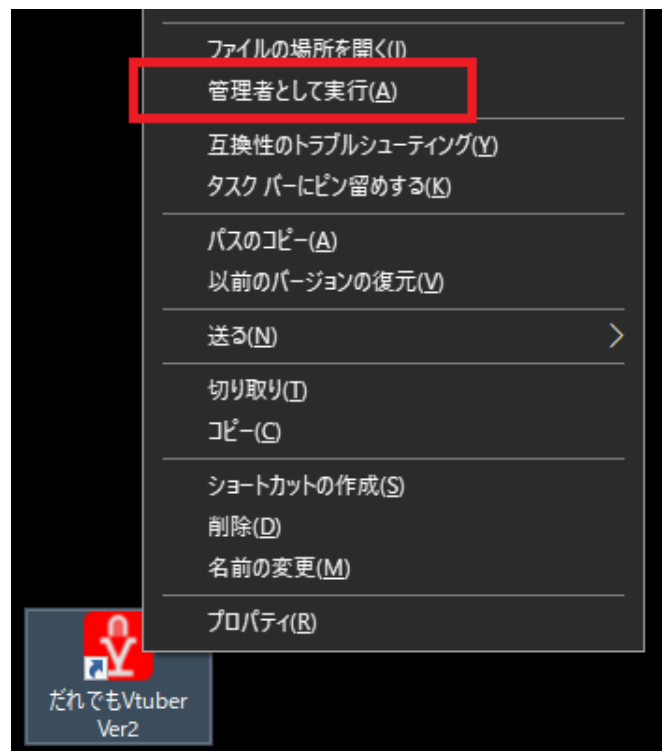 ファイルの場所を開く(I)
管理者として実行(A)
互換性のトラブルシューティング(Y)
タスク バーにピン留めする(K)
パスのコピー(A)
以前のバージョンの復元(V)
送る(N)
切り取り(T)
コピー(C)
ショートカットの作成(S)
削除(D)
名前の変更(M)
プロパティ(R)
だれでもVtuber
Ver2